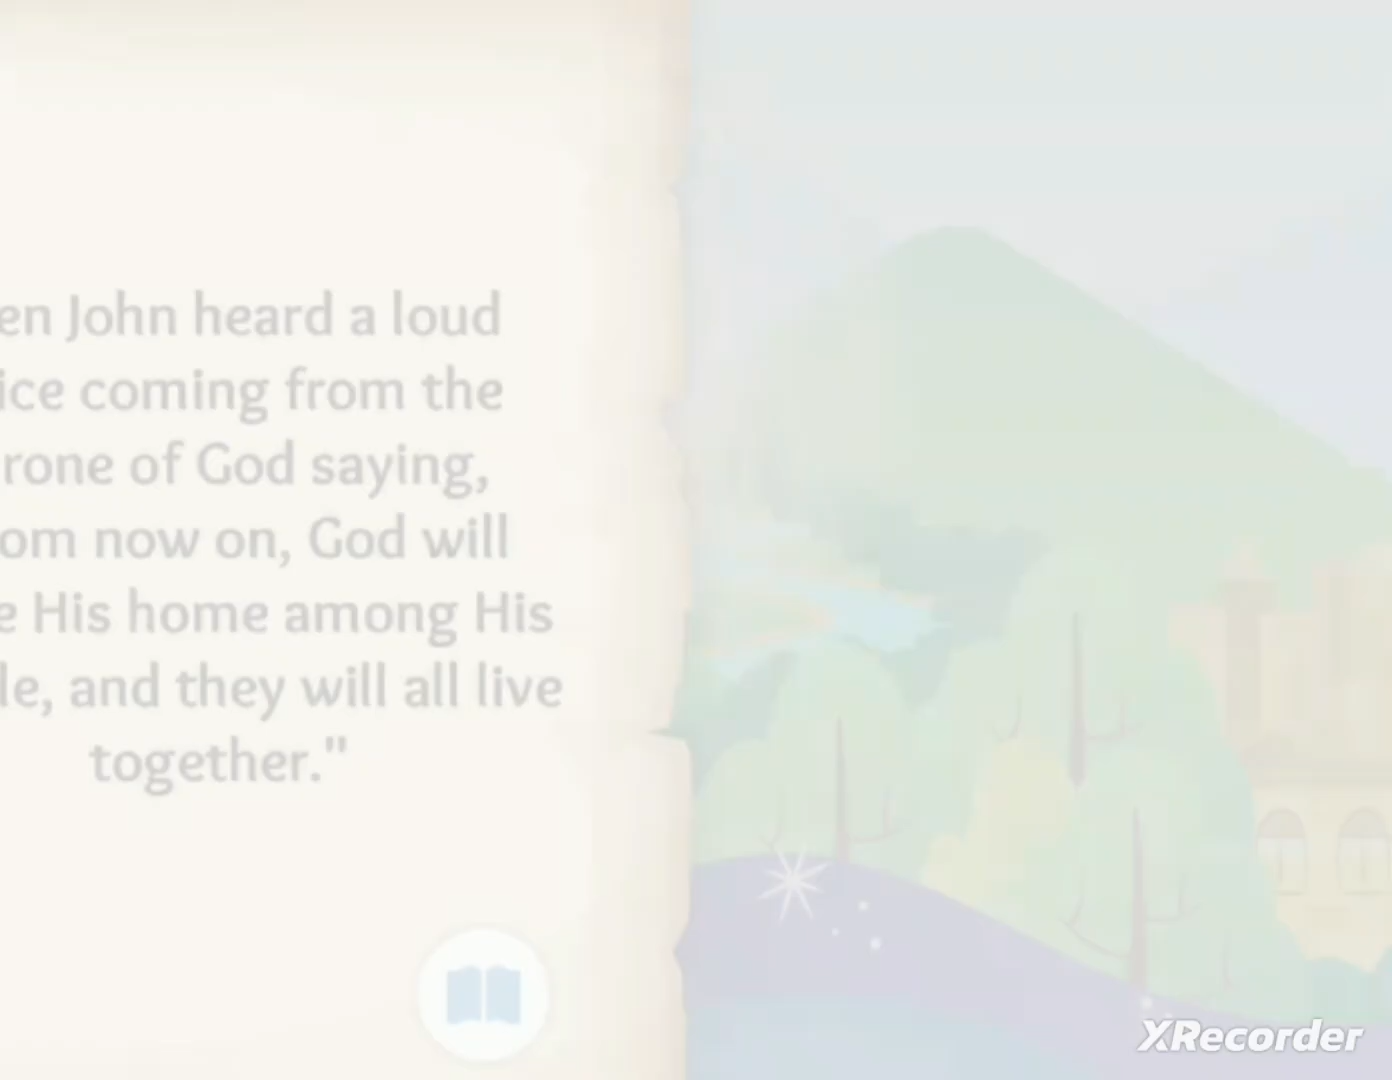 en John heard a loud
ice coming from the
rone of God saying,
om now on, God will
e His home among His
le, and they will all live
together."
XRecorder